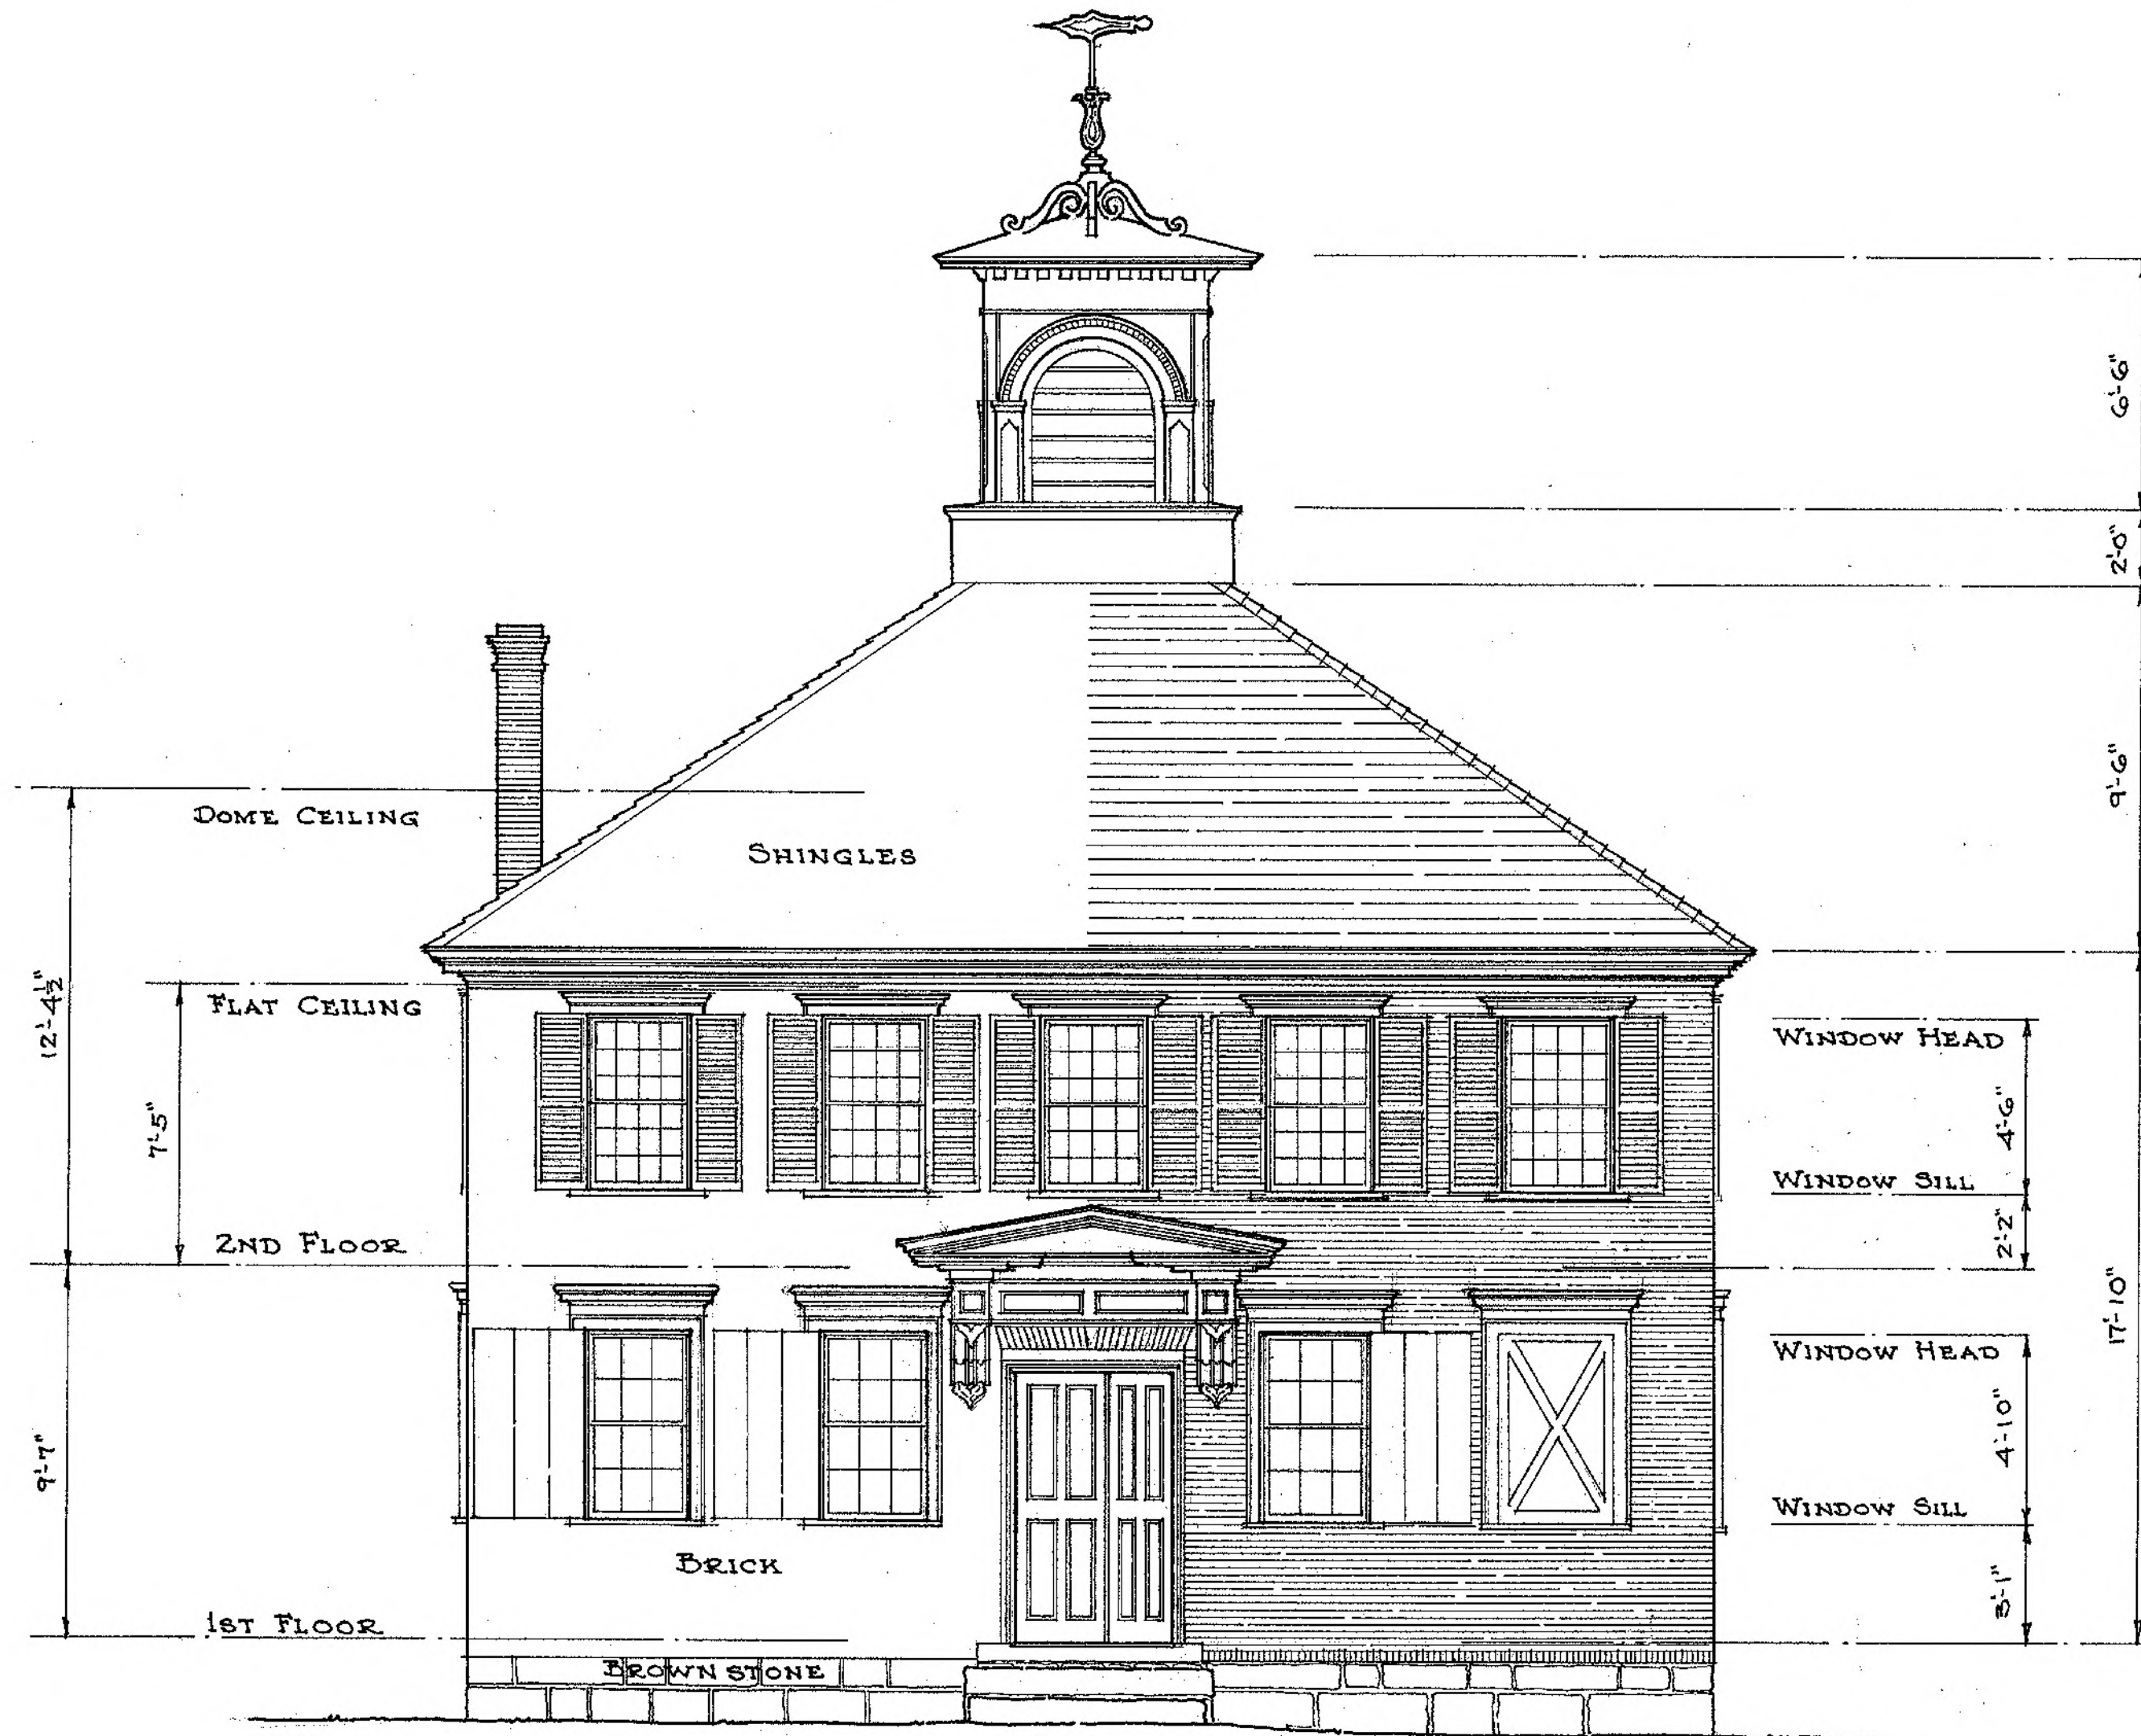 6'-6"
2'-0"
9'-6"
DOME CEILING
SHINGLES
12'-4½"
FLAT CEILING
WINDOW HEAD
7'-5"
4'-6"
WINDOW SILL
2ND FLOOR
2'-2"
17'-10"
WINDOW HEAD
9'-7"
4'-10"
WINDOW SILL
BRICK
3'-1"
1ST FLOOR
BROWN STONE